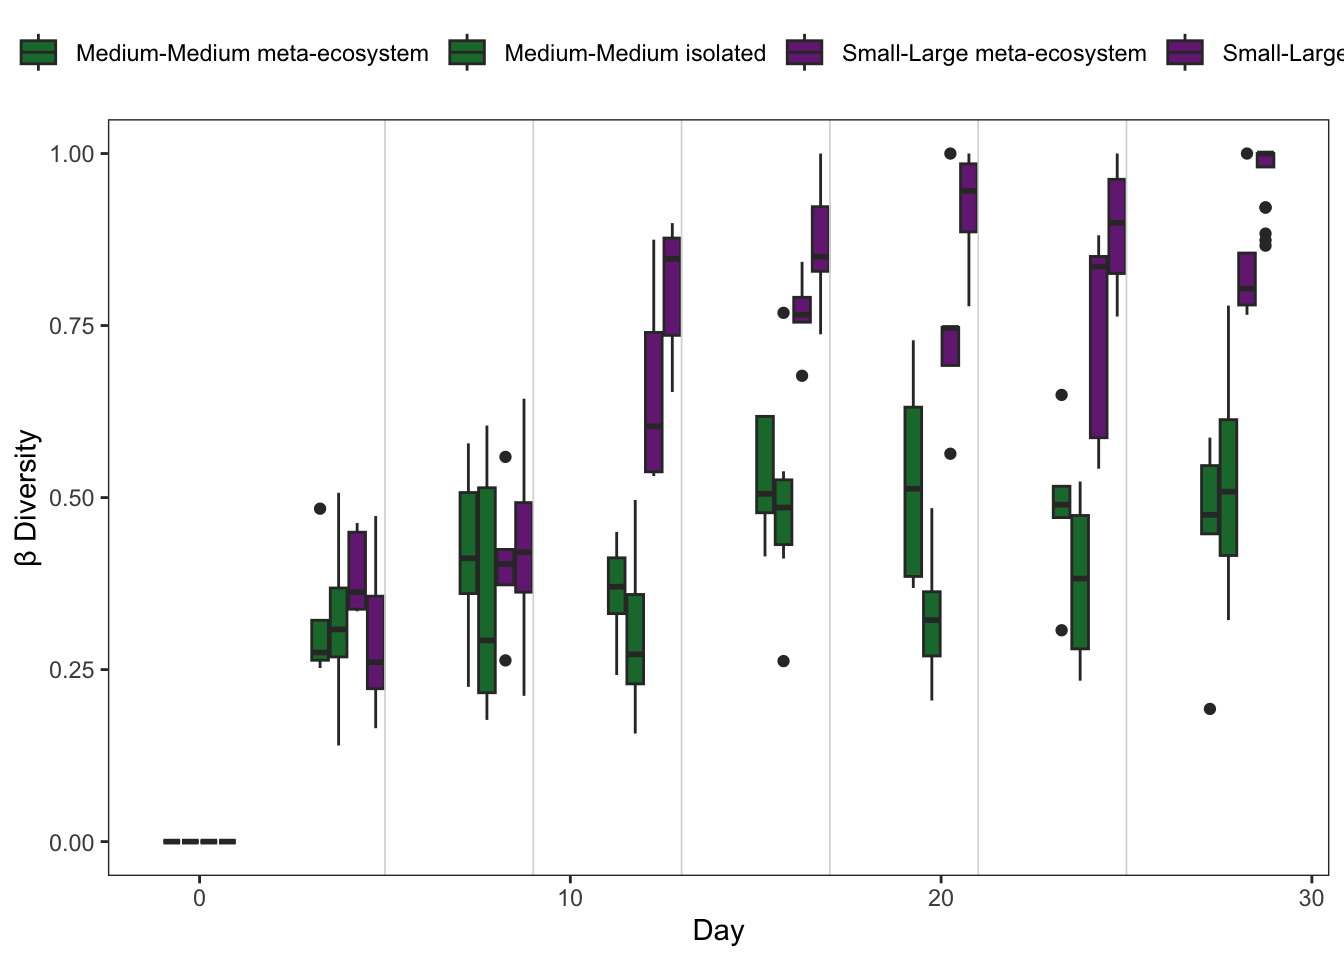 Medium-Medium meta-ecosystem Medium-Medium isolated Small-Large meta-ecosystem Small-Large
1.00
0.75
0.50
0.25
0.00
β Diversity
0 10 20 30
Day